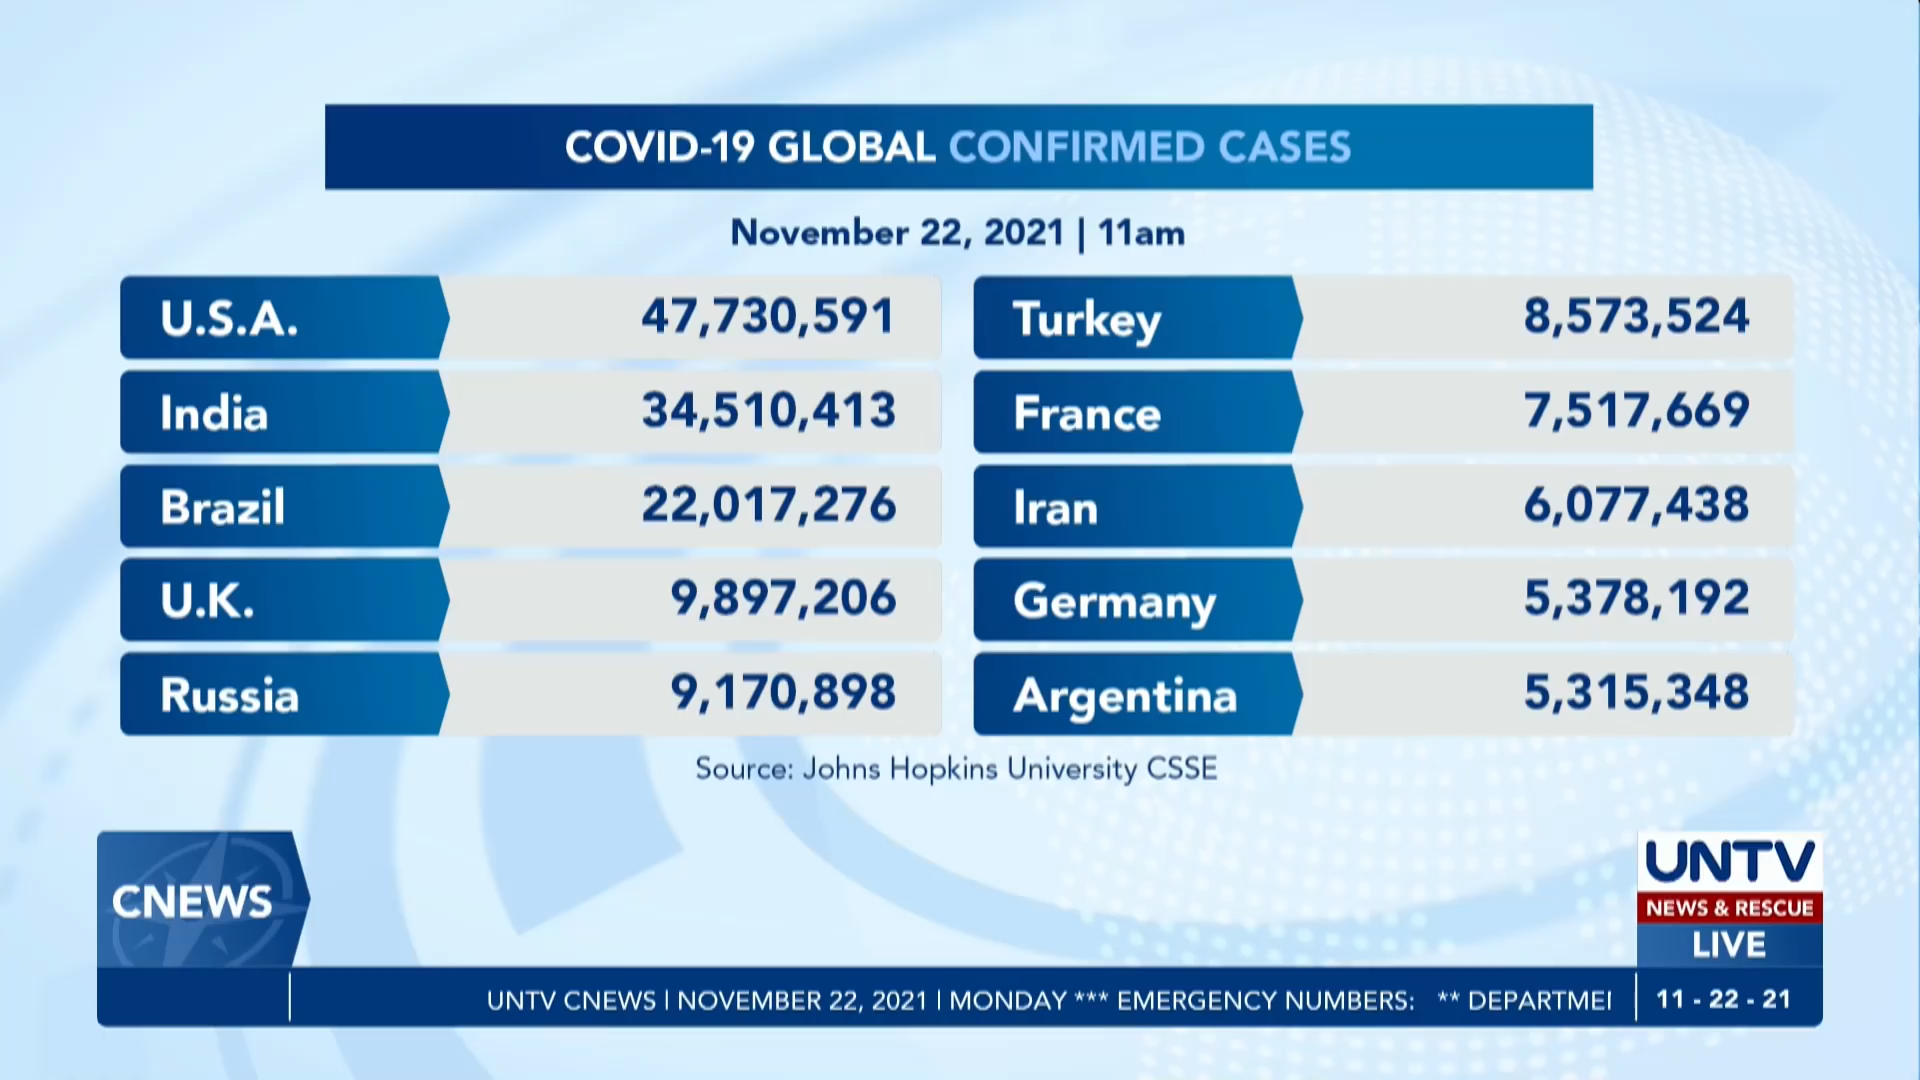 COVID-19 GLOBAL CONFIRMED CASES
November 22, 2021 | 11am
U.S.A. 47,730,591
India 34,510,413
Brazil 22,017,276
U.K. 9,897,206
Russia 9,170,898
Turkey 8,573,524
France 7,517,669
Iran 6,077,438
Germany 5,378,192
Argentina 5,315,348
Source: Johns Hopkins University CSSE
CNEWS
UNTV
NEWS & RESCUE
LIVE
UNTV CNEWS | NOVEMBER 22, 2021 | MONDAY *** EMERGENCY NUMBERS: ** DEPARTME
11 - 22 - 21